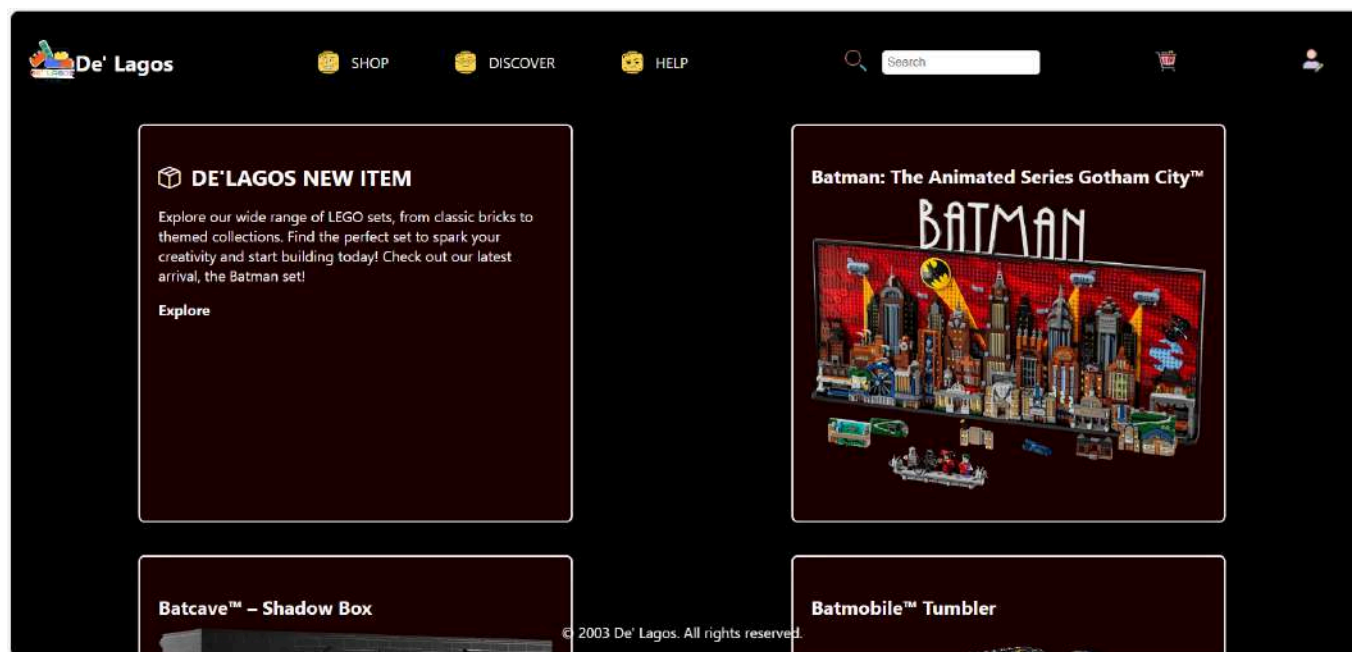 De' Lagos
SHOP
DISCOVER
HELP
Search
DE'LAGOS NEW ITEM
Explore our wide range of LEGO sets, from classic bricks to
themed collections. Find the perfect set to spark your
creativity and start building today! Check out our latest
arrival, the Batman set!
Explore
Batman: The Animated Series Gotham City™
BATMAN
Batcave™ – Shadow Box
Batmobile™ Tumbler
© 2003 De' Lagos. All rights reserved.